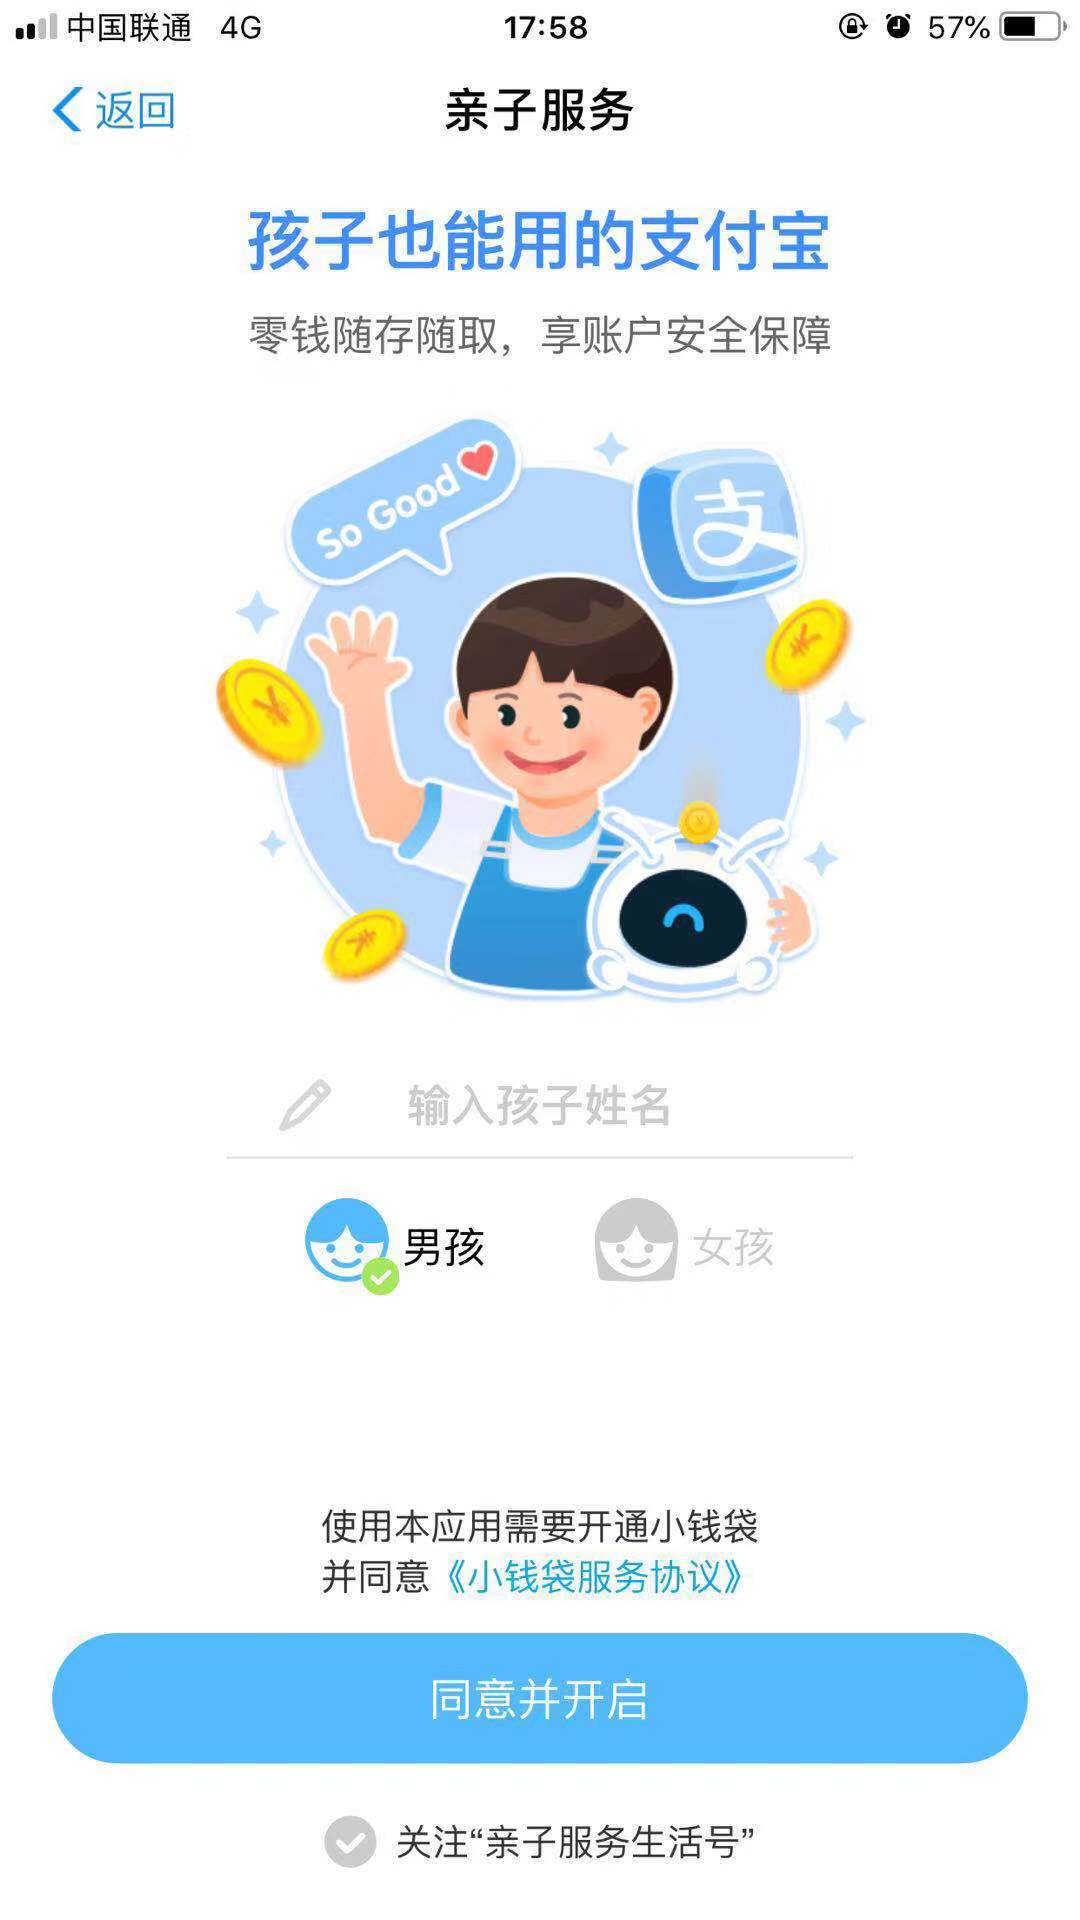 中国联通 4G 17:58 57%
返回 亲子服务
孩子也能用的支付宝
零钱随存随取，享账户安全保障
So Good
支
输入孩子姓名
男孩 女孩
使用本应用需要开通小钱袋
并同意《小钱袋服务协议》
同意并开启
关注“亲子服务生活号”